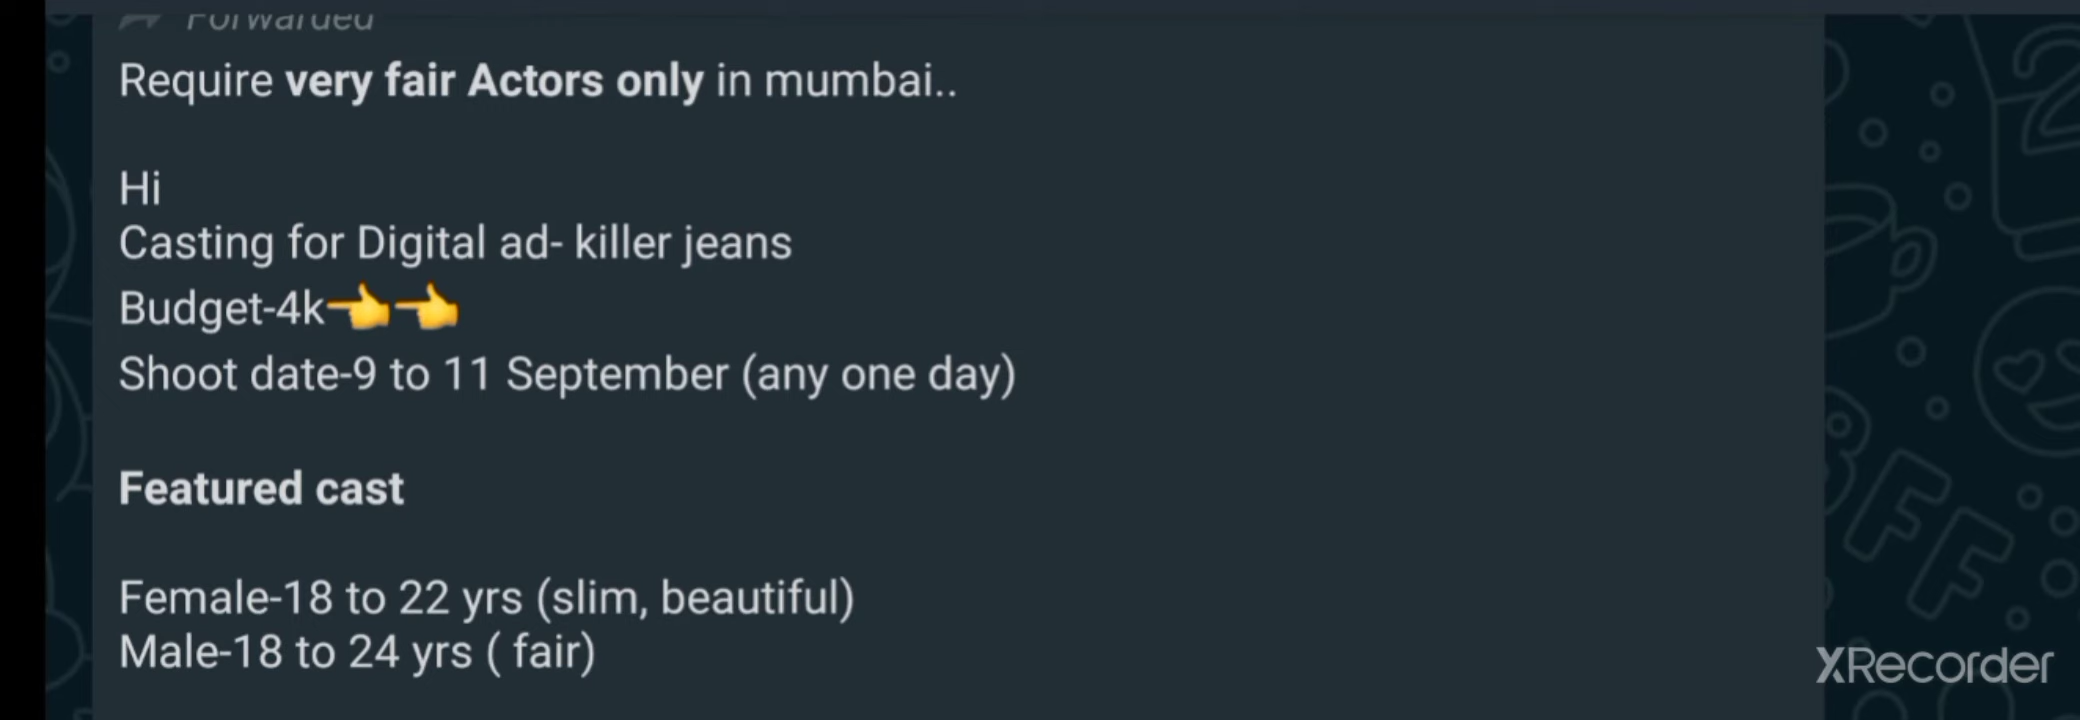 Forwarded
Require very fair Actors only in mumbai..
Hi
Casting for Digital ad- killer jeans
Budget-4k👈👈
Shoot date-9 to 11 September (any one day)
Featured cast
Female-18 to 22 yrs (slim, beautiful)
Male-18 to 24 yrs ( fair)
XRecorder